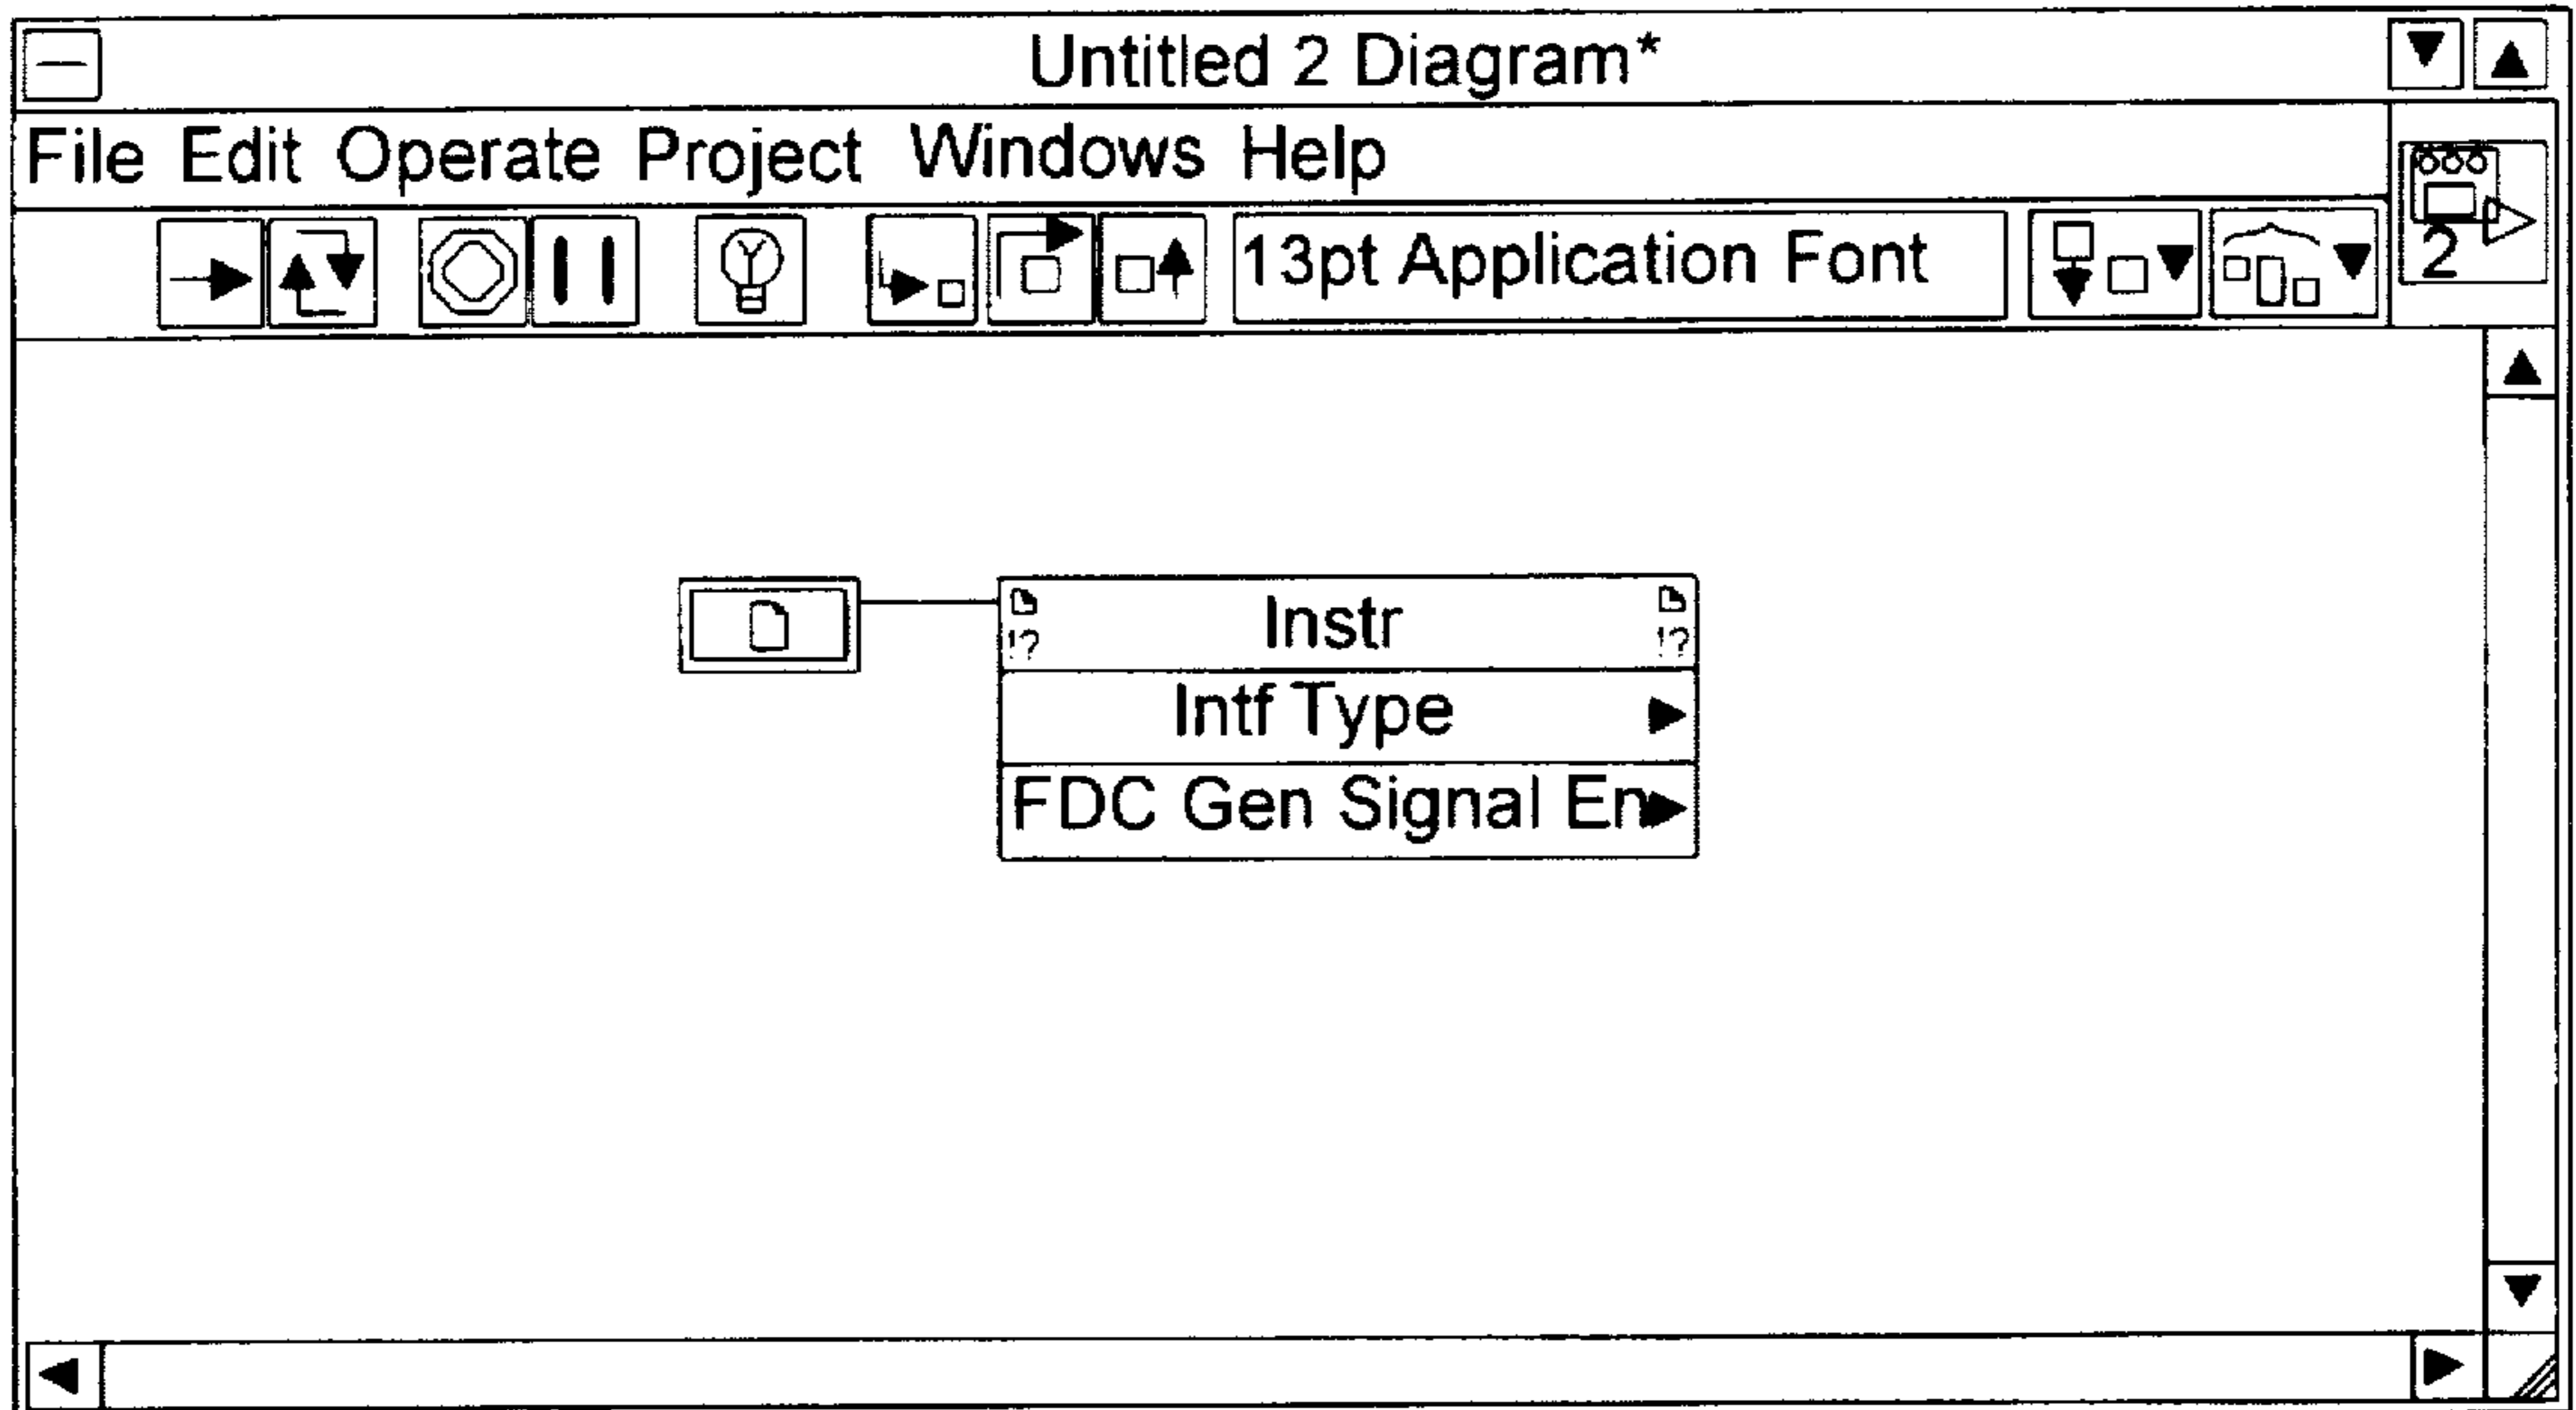 Untitled 2 Diagram*
File Edit Operate Project Windows Help
13pt Application Font
2
!? Instr !?
Intf Type
FDC Gen Signal En